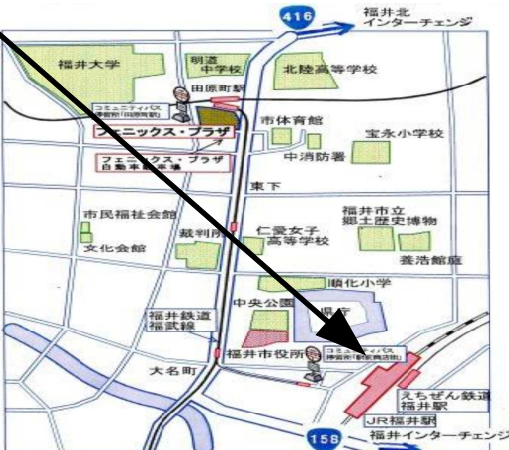 416
福井北
インターチェンジ
福井大学
明道
中学校
北陸高等学校
田原町駅
コミュニティバス
停留所「田原町駅」
フェニックス・プラザ
市体育館
宝永小学校
フェニックス・プラザ
自動車駐車場
中消防署
東下
市民福祉会館
文化会館
裁判所
仁愛女子
高等学校
福井市立
郷土歴史博物
養浩館庭
順化小学
中央公園
県庁
福井鉄道
福武線
福井市役所
コミュニティバス
大名町
えちぜん鉄道
福井駅
JR福井駅
158
福井インターチェンジ